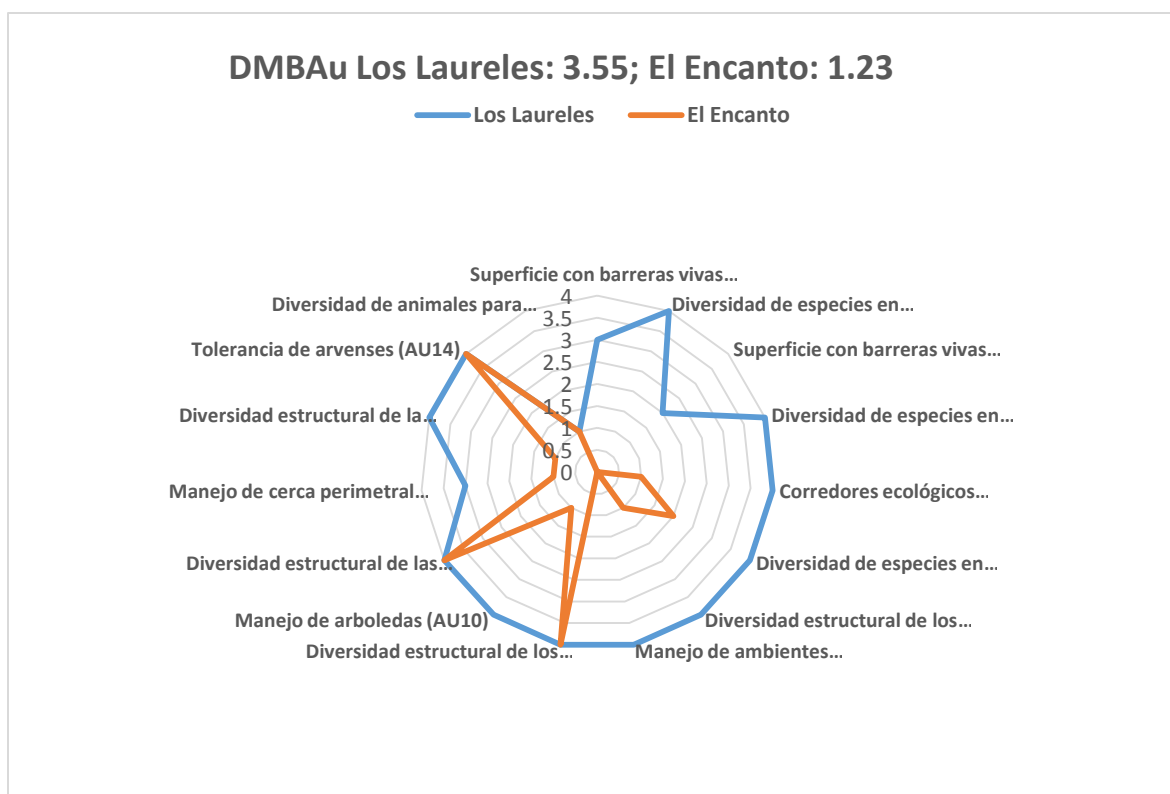 DMBAu Los Laureles: 3.55; El Encanto: 1.23
Los Laureles El Encanto
Superficie con barreras vivas...
Diversidad de especies en...
Superficie con barreras vivas...
Diversidad de especies en...
Corredores ecológicos...
Diversidad de especies en...
Diversidad estructural de los...
Manejo de ambientes...
Diversidad estructural de los...
Manejo de arboledas (AU10)
Diversidad estructural de las...
Manejo de cerca perimetral...
Diversidad estructural de la...
Tolerancia de arvenses (AU14)
Diversidad de animales para...
4
3.5
3
2.5
2
1.5
1
0.5
0